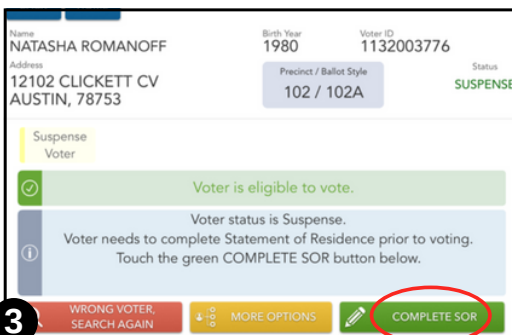 Name
NATASHA ROMANOFF
Birth Year
1980
Voter ID
1132003776
Address
12102 CLICKETT CV
AUSTIN, 78753
Precinct / Ballot Style
102 / 102A
Status
SUSPENSE
Suspense
Voter
Voter is eligible to vote.
Voter status is Suspense.
Voter needs to complete Statement of Residence prior to voting.
Touch the green COMPLETE SOR button below.
3
WRONG VOTER,
SEARCH AGAIN
MORE OPTIONS
COMPLETE SOR